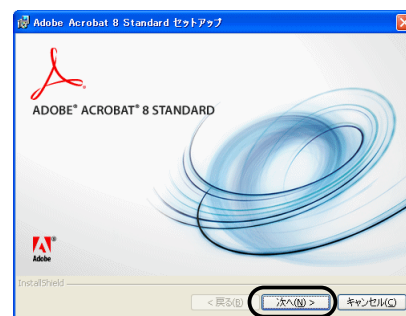 Adobe Acrobat 8 Standard セットアップ
ADOBE® ACROBAT® 8 STANDARD
Adobe
InstallShield
< 戻る(B) 次へ(N) > キャンセル(C)